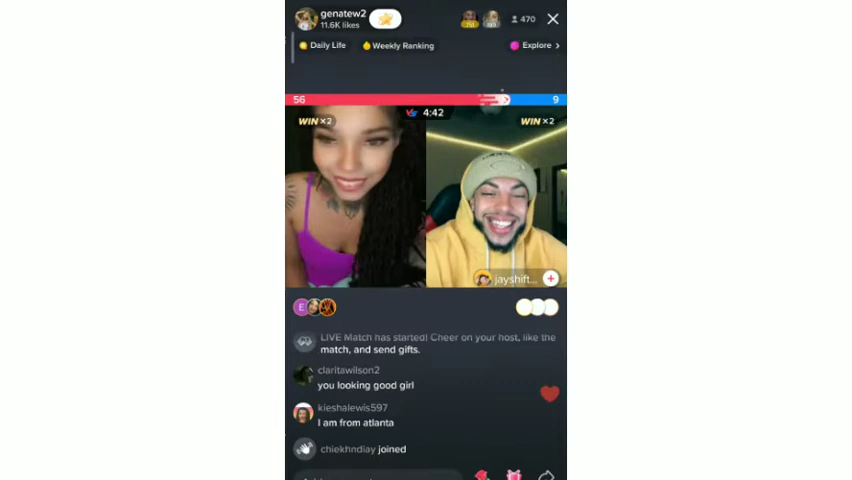 genatew2
11.6K likes
470
Daily Life
Weekly Ranking
Explore >
56
9
4:42
WIN ×2
WIN ×2
jayshift...
E
LIVE Match has started! Cheer on your host, like the
match, and send gifts.
claritawilson2
you looking good girl
kieshalewis597
I am from atlanta
chiekhndiay joined